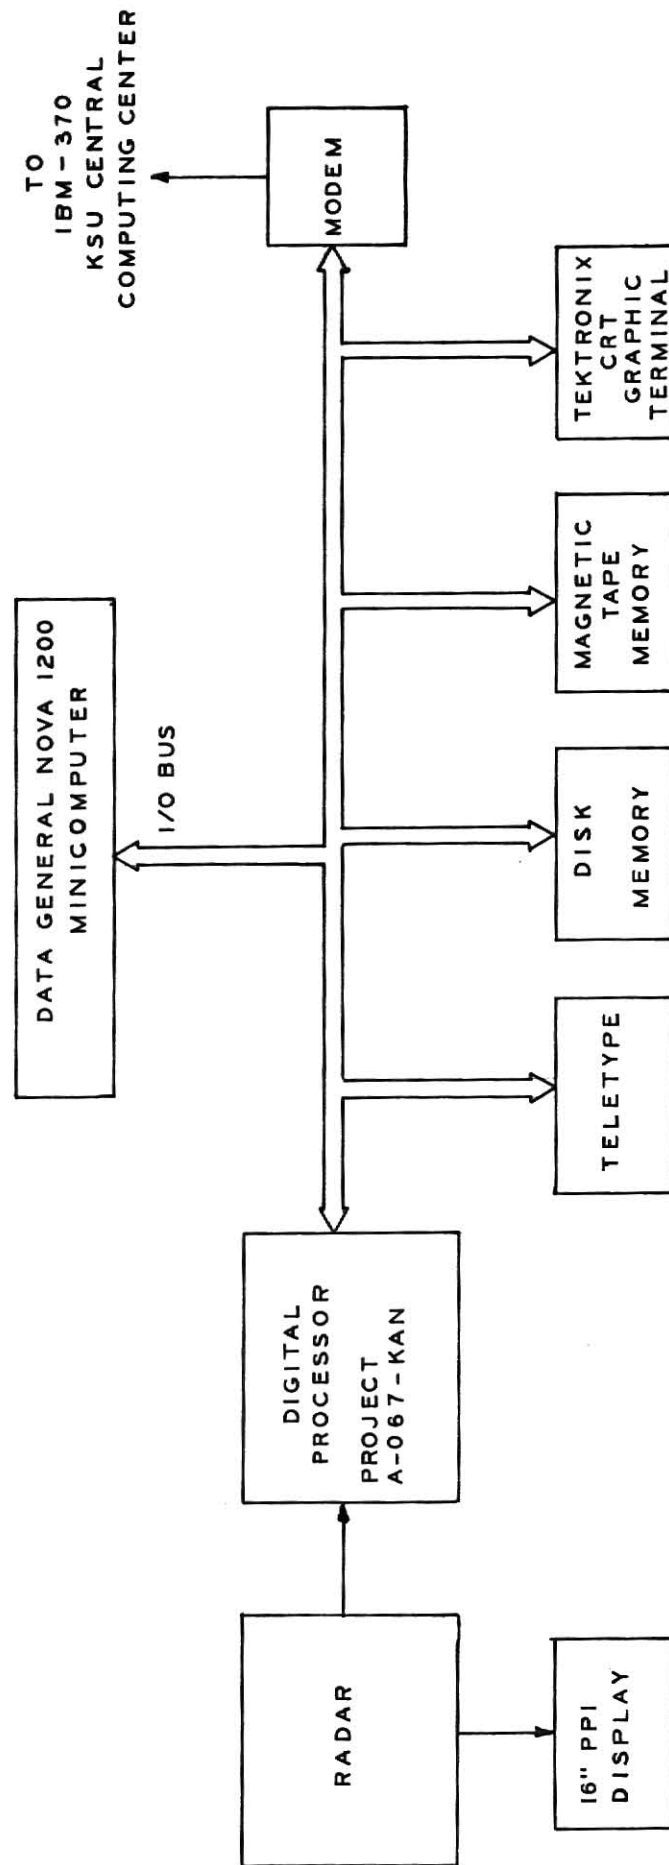 TO
IBM-370
KSU CENTRAL
COMPUTING CENTER
DATA GENERAL NOVA 1200
MINICOMPUTER
I/O BUS
MODEM
RADAR
DIGITAL
PROCESSOR
PROJECT
A-067-KAN
16" PPI
DISPLAY
TELETYPE
DISK
MEMORY
MAGNETIC
TAPE
MEMORY
TEKTRONIX
CRT
GRAPHIC
TERMINAL